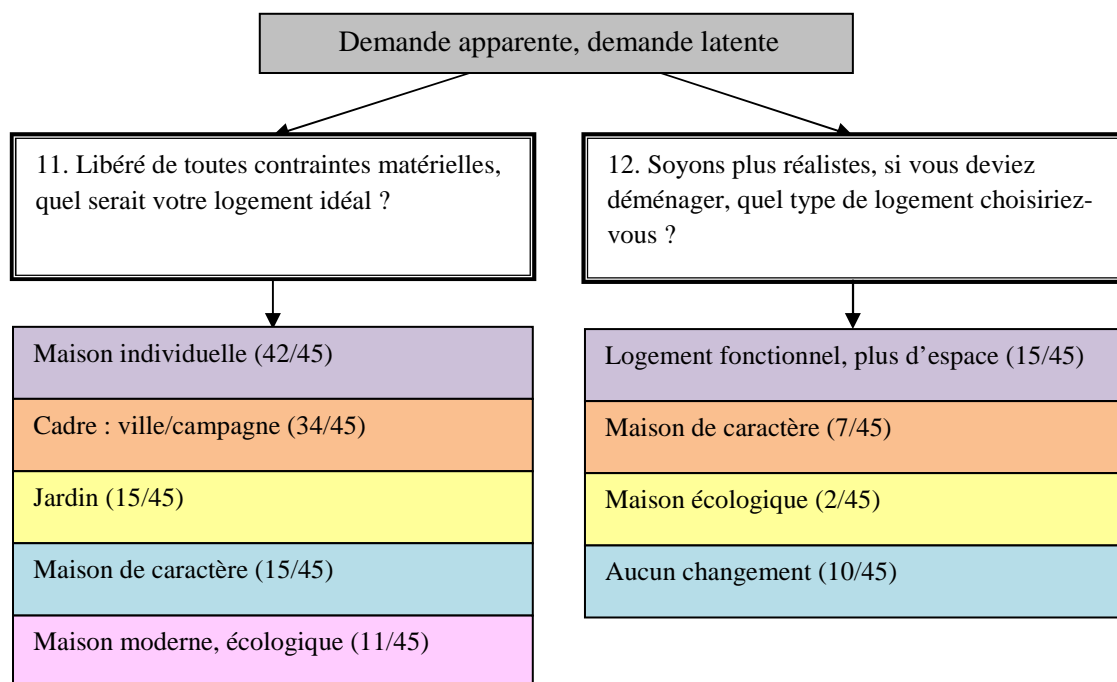 Demande apparente, demande latente
11. Libéré de toutes contraintes matérielles,
quel serait votre logement idéal ?
12. Soyons plus réalistes, si vous deviez
déménager, quel type de logement choisiriez-
vous ?
Maison individuelle (42/45)
Cadre : ville/campagne (34/45)
Jardin (15/45)
Maison de caractère (15/45)
Maison moderne, écologique (11/45)
Logement fonctionnel, plus d’espace (15/45)
Maison de caractère (7/45)
Maison écologique (2/45)
Aucun changement (10/45)